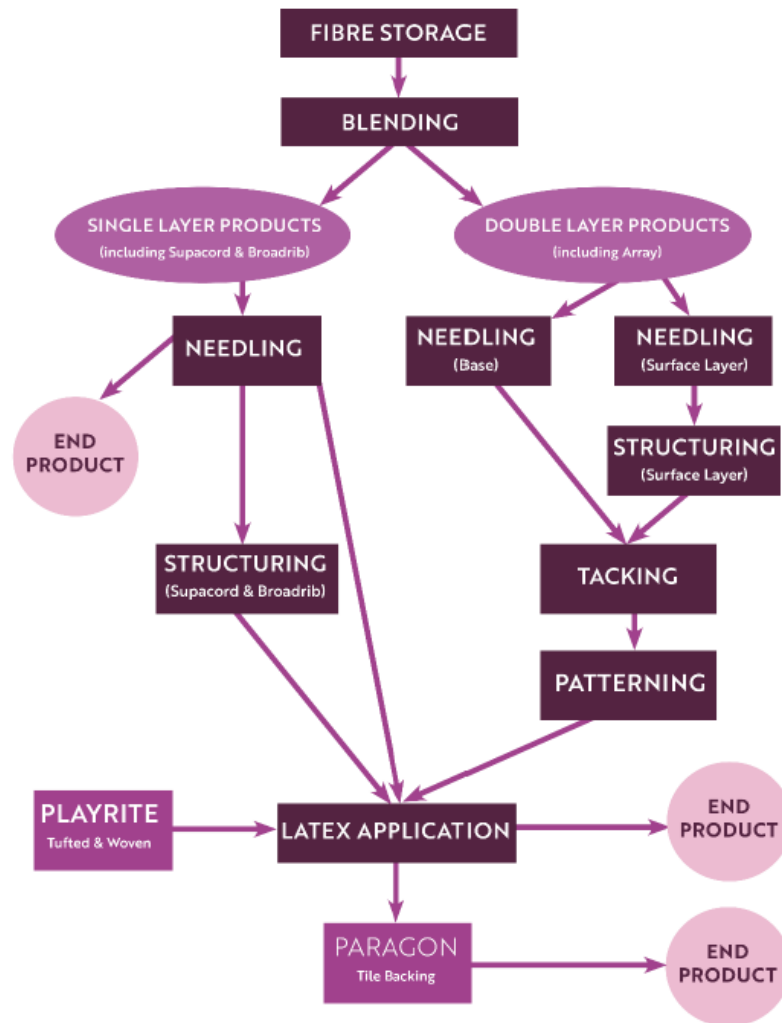 FIBRE STORAGE
BLENDING
SINGLE LAYER PRODUCTS
(including Supacord & Broadrib)
DOUBLE LAYER PRODUCTS
(including Array)
NEEDLING
NEEDLING
(Base)
NEEDLING
(Surface Layer)
END
PRODUCT
STRUCTURING
(Surface Layer)
STRUCTURING
(Supacord & Broadrib)
TACKING
PATTERNING
PLAYRITE
Tufted & Woven
LATEX APPLICATION
END
PRODUCT
PARAGON
Tile Backing
END
PRODUCT